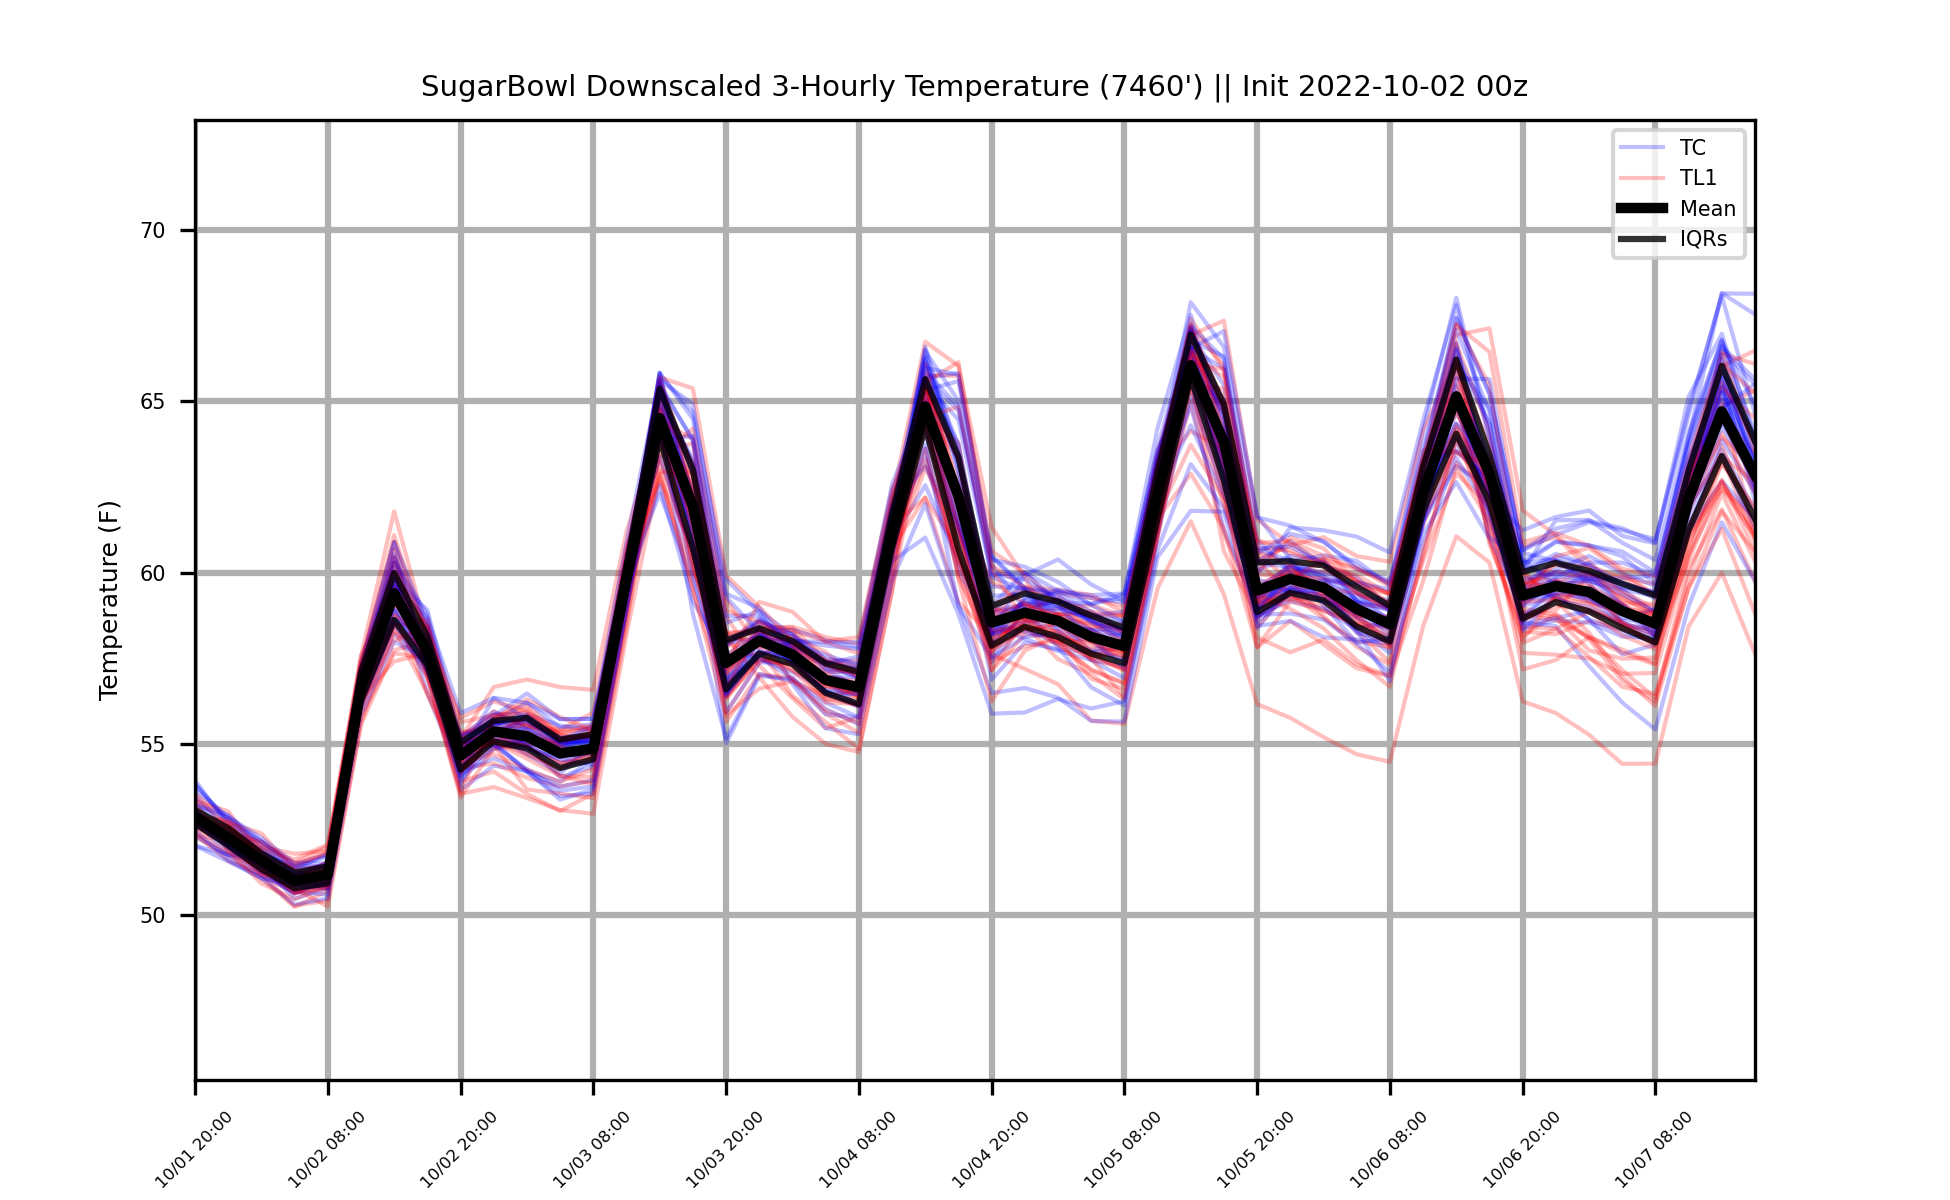 SugarBowl Downscaled 3-Hourly Temperature (7460') || Init 2022-10-02 00z
TC
TL1
Mean
IQRs
Temperature (F)
70
65
60
55
50
10/01 20:00
10/02 08:00
10/02 20:00
10/03 08:00
10/03 20:00
10/04 08:00
10/04 20:00
10/05 08:00
10/05 20:00
10/06 08:00
10/06 20:00
10/07 08:00